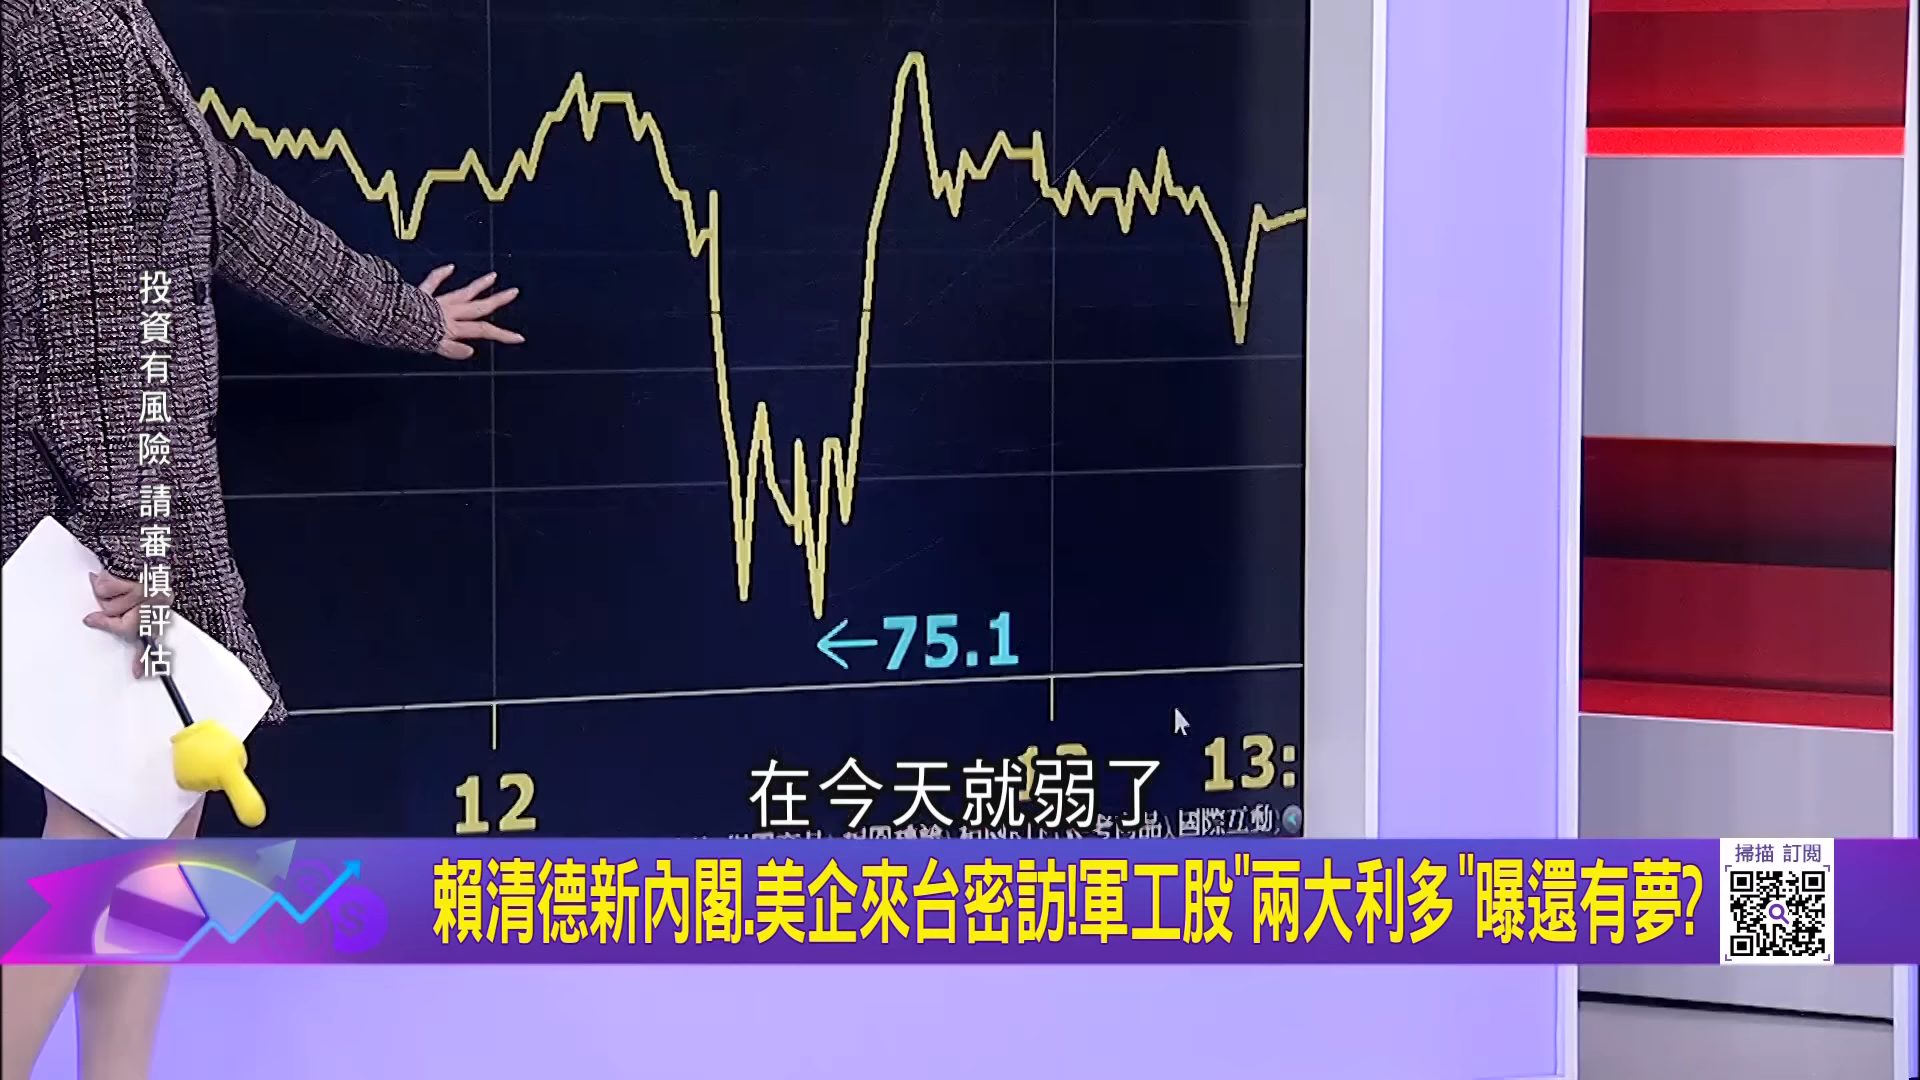 投資有風險 請審慎評估
←75.1
12
13:
在今天就弱了
賴清德新內閣.美企來台密訪!軍工股"兩大利多"曝還有夢?
掃描 訂閱